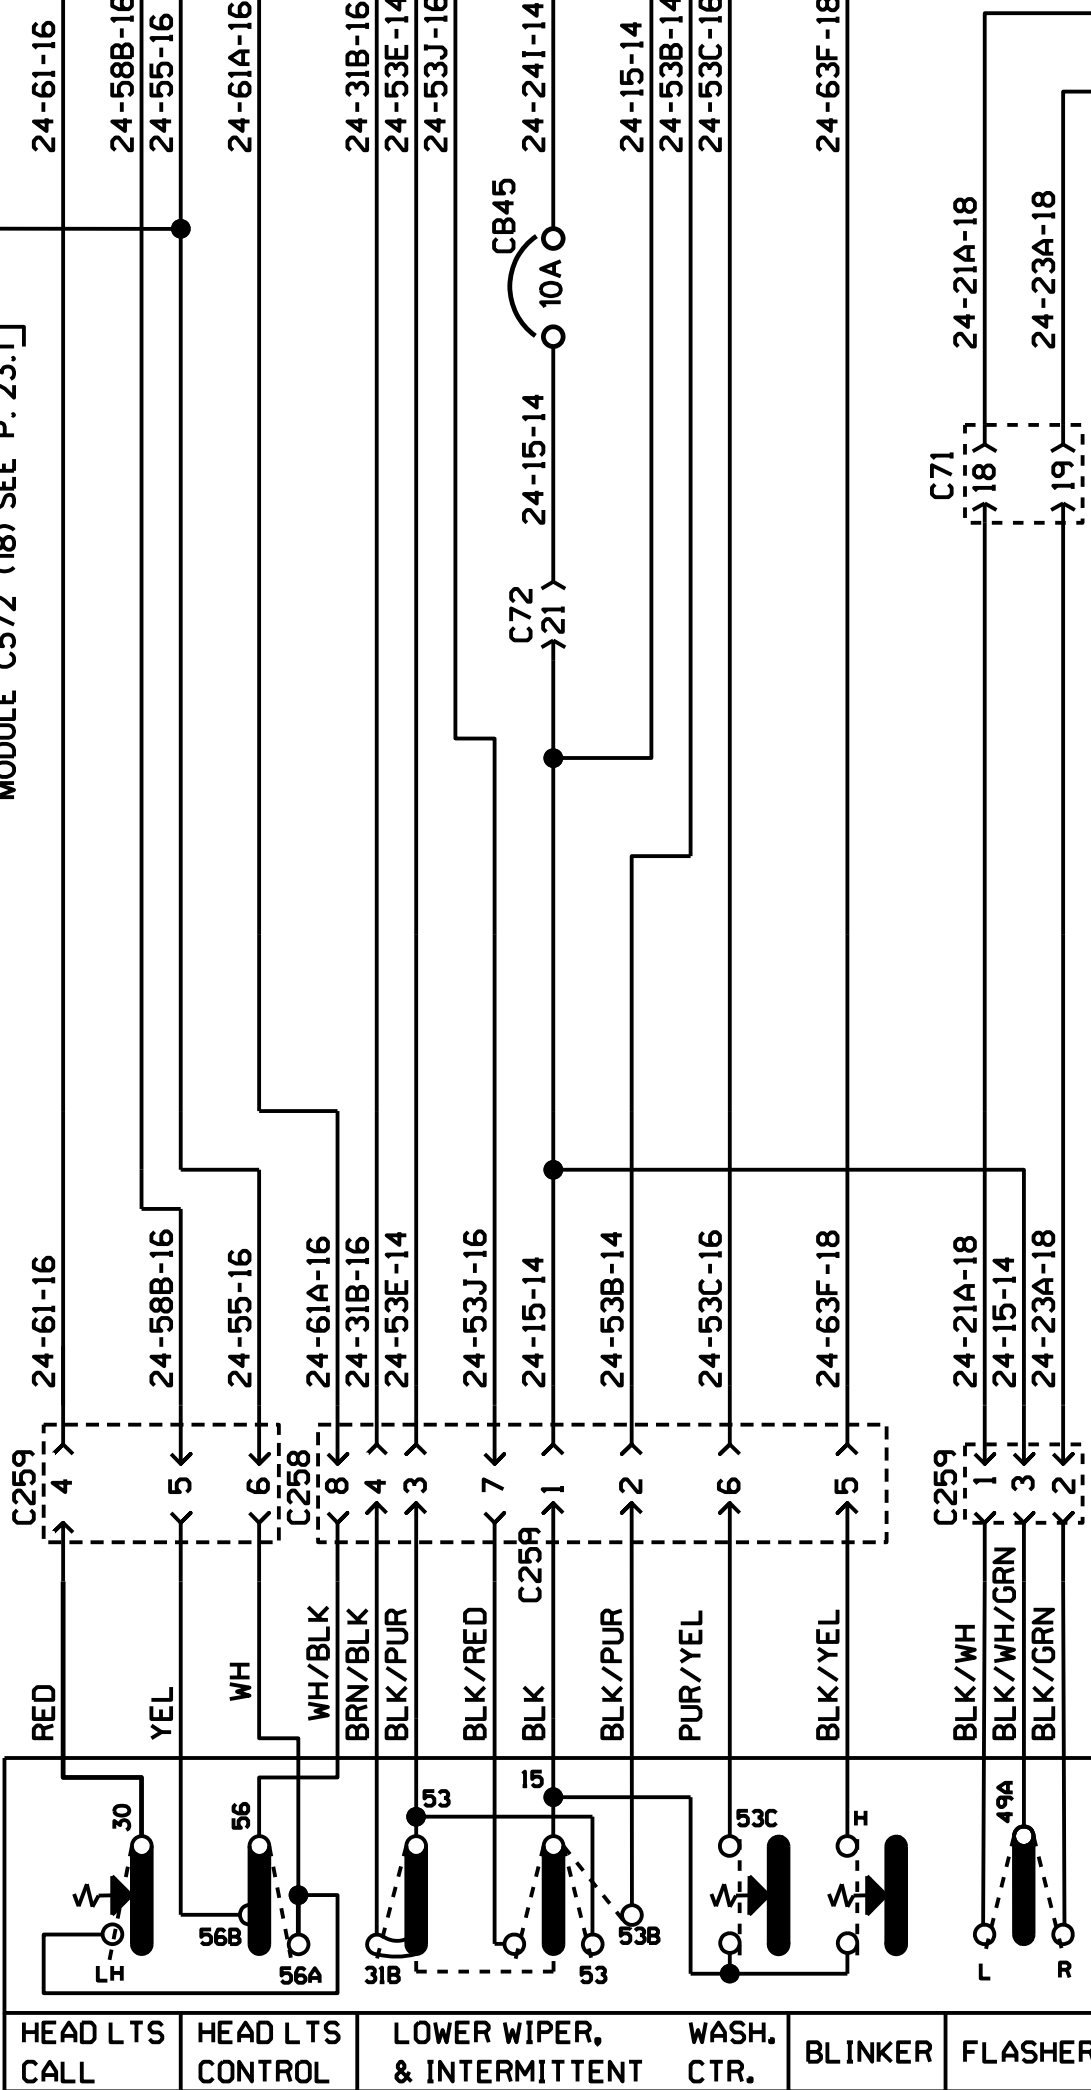 24-61-16
24-58B-16
24-55-16
24-61A-16
24-31B-16
24-53E-14
24-53J-16
24-24I-14
24-15-14
24-53B-14
24-53C-16
24-63F-18
CB45
10A
24-21A-18
24-23A-18
MODULE C572 (18) SEE P. 23.1]
24-15-14
C71
18
19
C72
21
24-61-16
24-58B-16
24-55-16
24-61A-16
24-31B-16
24-53E-14
24-53J-16
24-15-14
24-53B-14
24-53C-16
24-63F-18
24-21A-18
24-15-14
24-23A-18
C259
4
5
6
C258
8
4
3
7
1
2
6
5
C259
1
3
2
C25A
RED
YEL
WH
WH/BLK
BRN/BLK
BLK/PUR
BLK/RED
BLK
BLK/PUR
PUR/YEL
BLK/YEL
BLK/WH
BLK/WH/GRN
BLK/GRN
30
56
53
15
53C
H
49A
LH
56B
56A
31B
53
53B
L
R
HEAD LTS
CALL
HEAD LTS
CONTROL
LOWER WIPER,
& INTERMITTENT
WASH.
CTR.
BLINKER
FLASHER